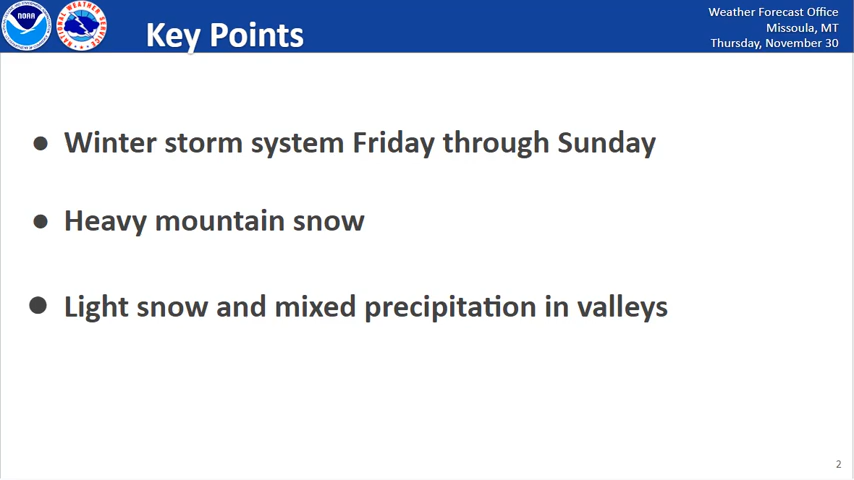 NOAA
NATIONAL WEATHER SERVICE
Key Points
Weather Forecast Office
Missoula, MT
Thursday, November 30
● Winter storm system Friday through Sunday
● Heavy mountain snow
● Light snow and mixed precipitation in valleys
2